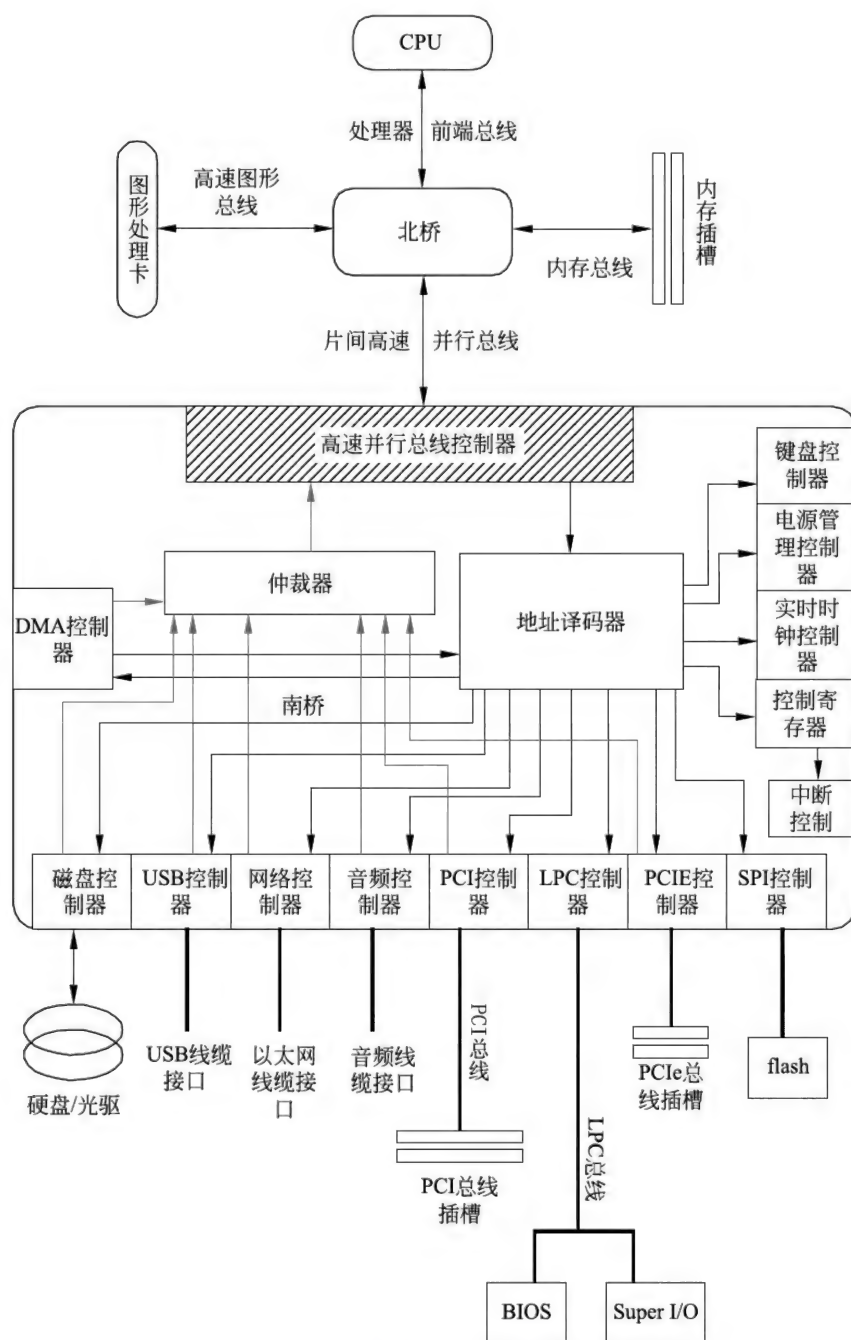 CPU
处理器 前端总线
高速图形
总线
图形处理卡
北桥
内存总线
内存插槽
片间高速 并行总线
高速并行总线控制器
键盘控
制器
电源管
理控制
器
仲裁器
地址译码器
DMA控制
器
实时时
钟控制
器
南桥
控制寄
存器
中断
控制
磁盘控
制器
USB控制
器
网络控
制器
音频控
制器
PCI控制
器
LPC控制
器
PCIE控
制器
SPI控制
器
硬盘/光驱
USB线缆
接口
以太网
线缆接
口
音频线
缆接口
PCI总线
PCI总线
插槽
LPC总线
PCIe总
线插槽
flash
BIOS
Super I/O